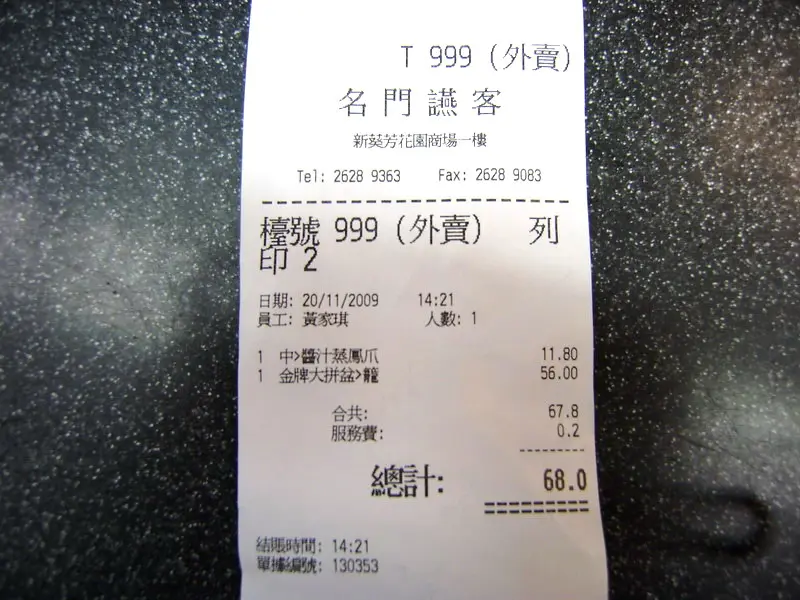 T 999 (外賣)
名門讌客
新葵芳花園商場一樓
Tel: 2628 9363 Fax: 2628 9083
檯號 999 (外賣) 列
印 2
日期: 20/11/2009 14:21
員工: 黃家琪 人數: 1
1 中>醬汁蒸鳳爪 11.80
1 金牌大拼盆>籠 56.00
合共: 67.8
服務費: 0.2
總計: 68.0
結賬時間: 14:21
單據編號: 130353